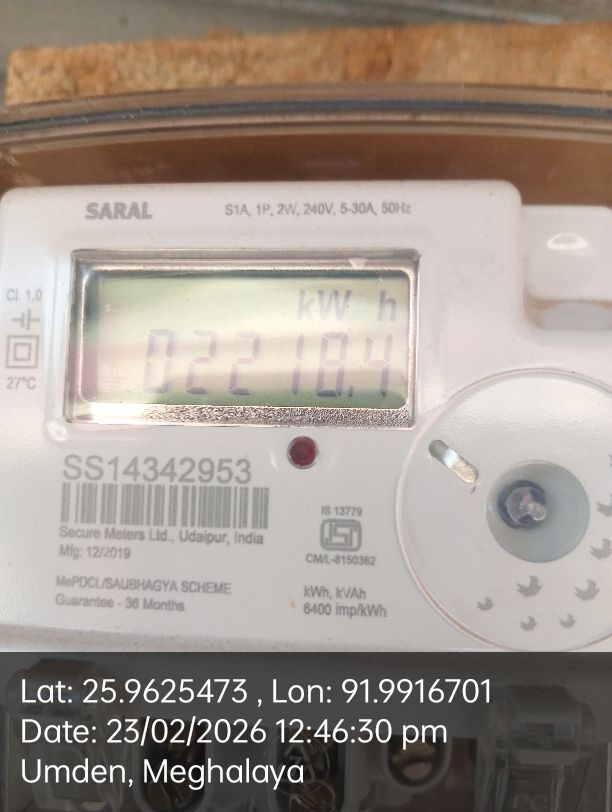 SARAL
S1A, 1P, 2W, 240V, 5-30A, 50Hz
Cl. 1.0
27°C
kW h
02218.4
SS14342953
Secure Meters Ltd., Udaipur, India
Mfg: 12/2019
MePDCL/SAUBHAGYA SCHEME
Guarantee - 36 Months
IS 13779
CM/L-8150362
kWh, kVAh
6400 imp/kWh
Lat: 25.9625473 , Lon: 91.9916701
Date: 23/02/2026 12:46:30 pm
Umden, Meghalaya